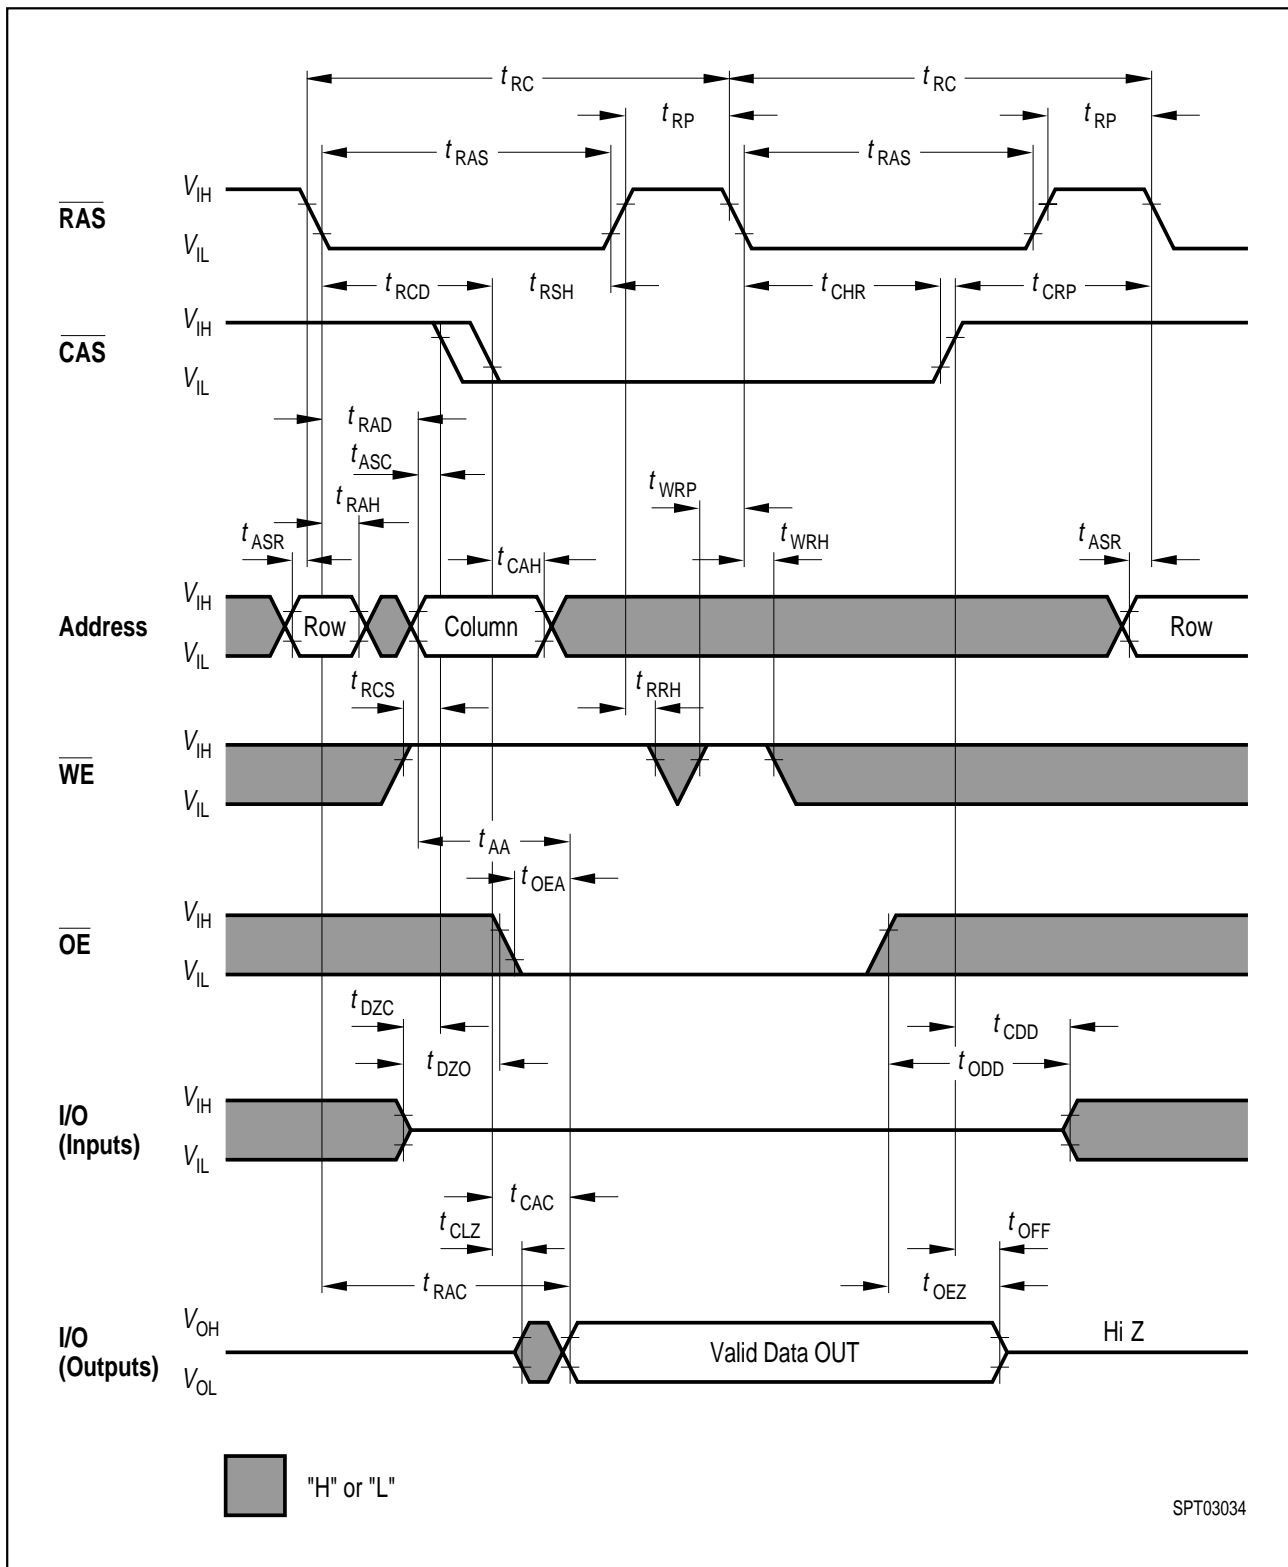 tRC tRC
tRP tRP
tRAS tRAS
RAS VIH
VIL
tRCD tRSH tCHR tCRP
CAS VIH
VIL
tRAD
tASC
tWRP
tRAH
tASR tCAH tWRH tASR
Address VIH
Row Column Row
VIL
tRCS tRRH
WE VIH
VIL
tAA
tOEA
OE VIH
VIL
tDZC tCDD
tDZO tODD
I/O (Inputs) VIH
VIL
tCAC
tCLZ tOFF
tRAC tOEZ
I/O (Outputs) VOH
Valid Data OUT Hi Z
VOL
"H" or "L"
SPT03034